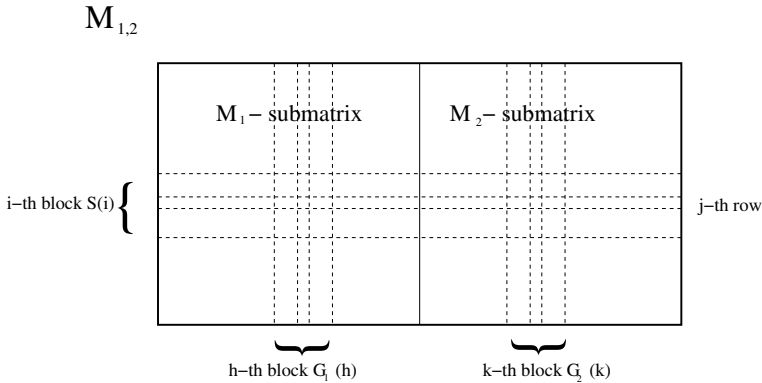 M1,2
M1− submatrix M2− submatrix
i−th block S(i)
j−th row
h−th block G1 (h) k−th block G2 (k)